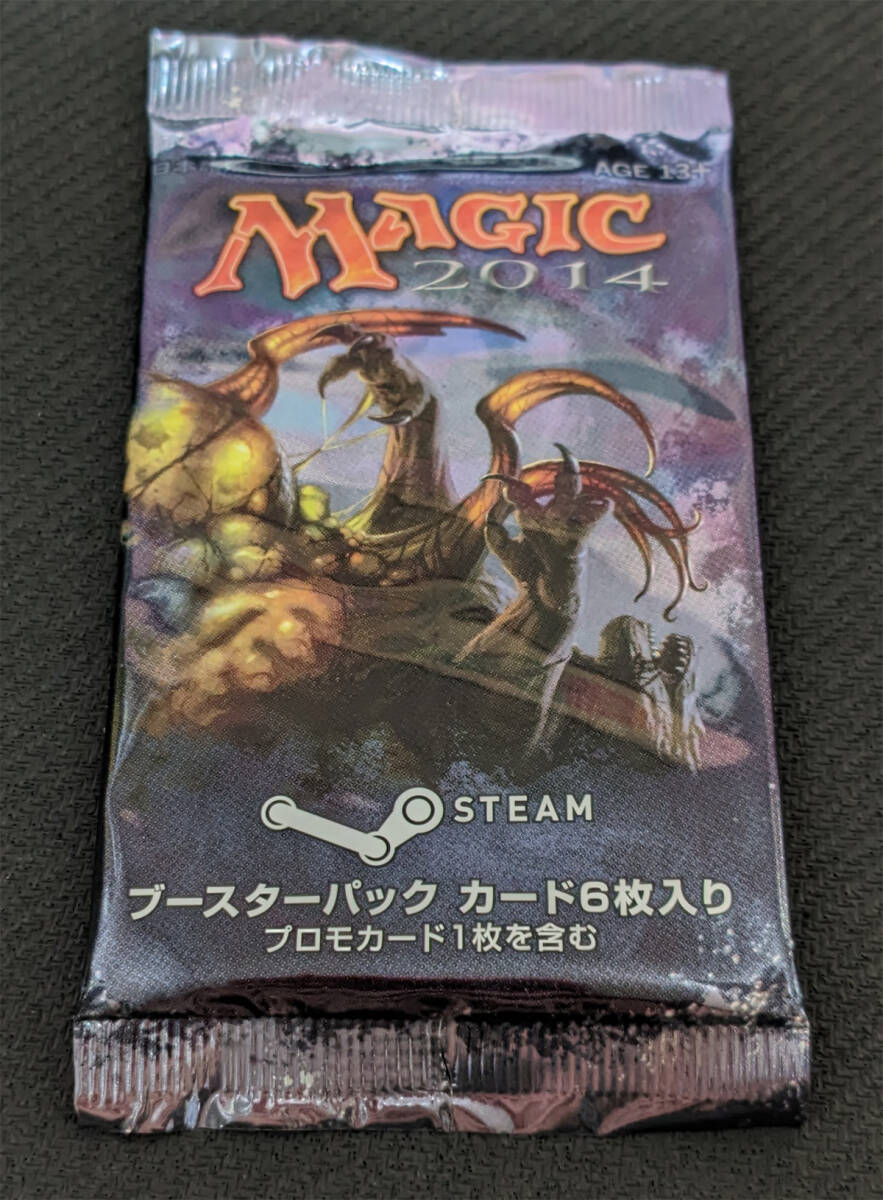 AGE 13+
MAGIC
2014
STEAM
ブースターパック カード6枚入り
プロモカード1枚を含む